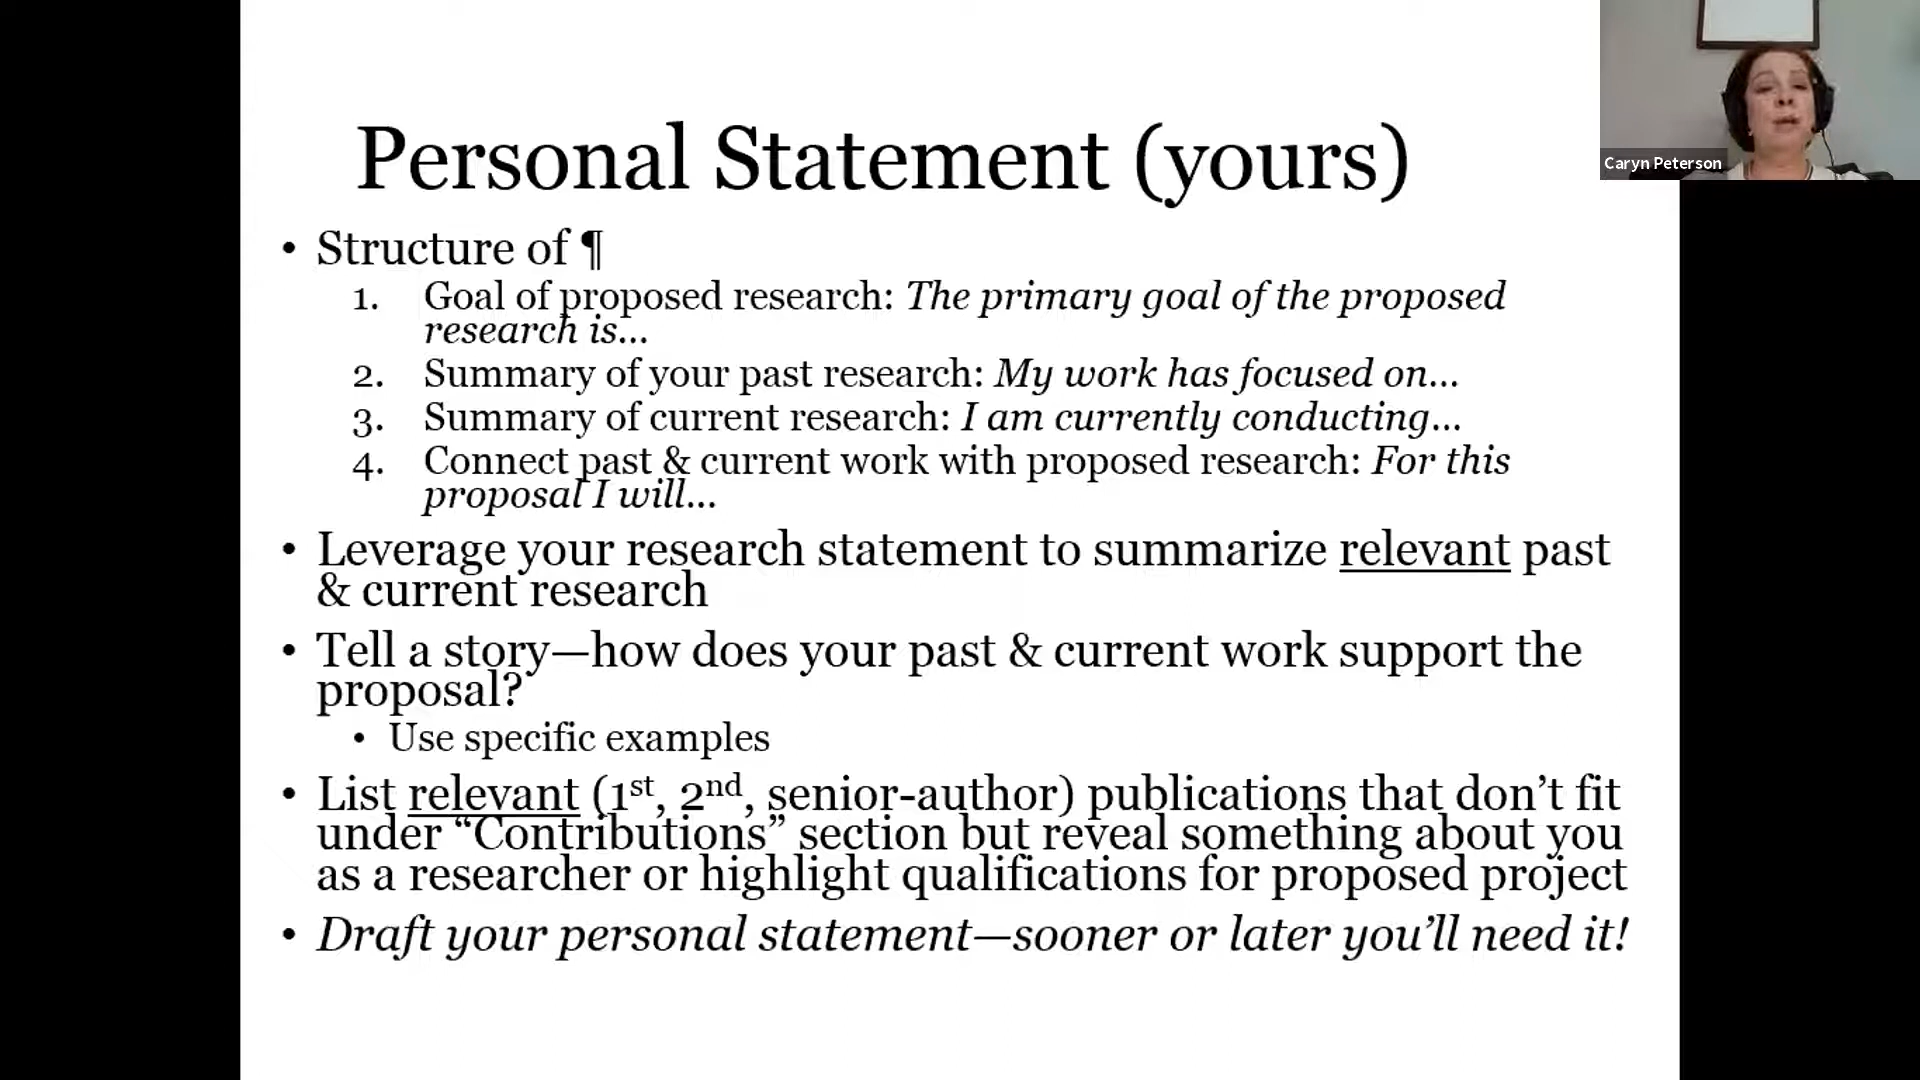 Personal Statement (yours)
Caryn Peterson
• Structure of ¶
1. Goal of proposed research: The primary goal of the proposed
research is...
2. Summary of your past research: My work has focused on...
3. Summary of current research: I am currently conducting...
4. Connect past & current work with proposed research: For this
proposal I will...
• Leverage your research statement to summarize relevant past
& current research
• Tell a story—how does your past & current work support the
proposal?
• Use specific examples
• List relevant (1st, 2nd, senior-author) publications that don’t fit
under “Contributions” section but reveal something about you
as a researcher or highlight qualifications for proposed project
• Draft your personal statement—sooner or later you’ll need it!